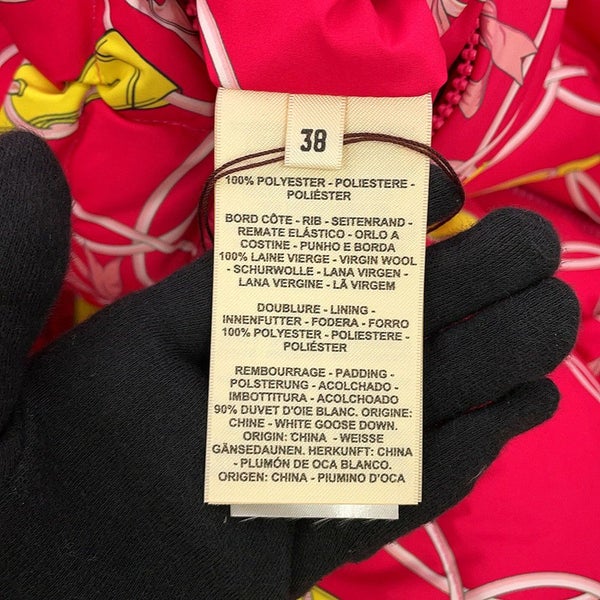 38
100% POLYESTER - POLIESTERE -
POLIÉSTER
BORD CÔTE - RIB - SEITENRAND -
REMATE ELÁSTICO - ORLO A
COSTINE - PUNHO E BORDA
100% LAINE VIERGE - VIRGIN WOOL
- SCHURWOLLE - LANA VIRGEN -
LANA VERGINE - LÃ VIRGEM
DOUBLURE - LINING -
INNENFUTTER - FODERA - FORRO
100% POLYESTER - POLIESTERE -
POLIÉSTER
REMBOURRAGE - PADDING -
POLSTERUNG - ACOLCHADO -
IMBOTTITURA - ACOLCHOADO
90% DUVET D'OIE BLANC. ORIGINE:
CHINE - WHITE GOOSE DOWN.
ORIGIN: CHINA - WEISSE
GÄNSEDAUNEN. HERKUNFT: CHINA
- PLUMÓN DE OCA BLANCO.
ORIGEN: CHINA - PIUMINO D'OCA